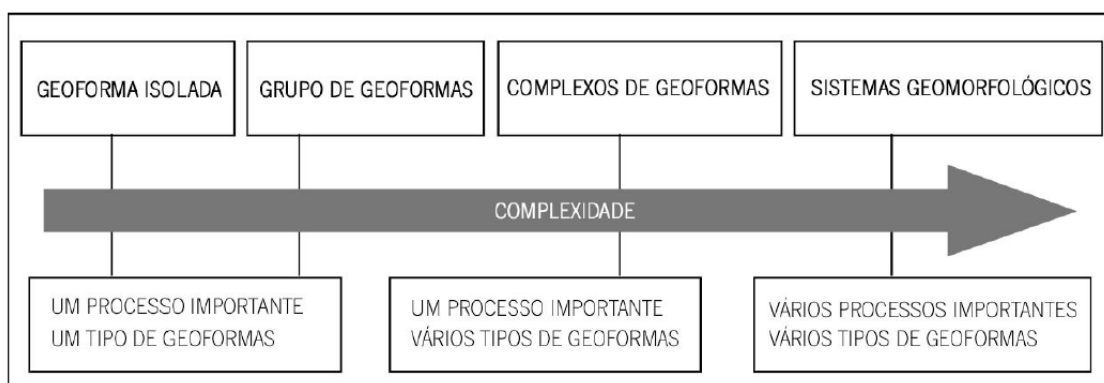 GEOFORMA ISOLADA
GRUPO DE GEOFORMAS
COMPLEXOS DE GEOFORMAS
SISTEMAS GEOMORFOLÓGICOS
COMPLEXIDADE
UM PROCESSO IMPORTANTE
UM TIPO DE GEOFORMAS
UM PROCESSO IMPORTANTE
VÁRIOS TIPOS DE GEOFORMAS
VÁRIOS PROCESSOS IMPORTANTES
VÁRIOS TIPOS DE GEOFORMAS